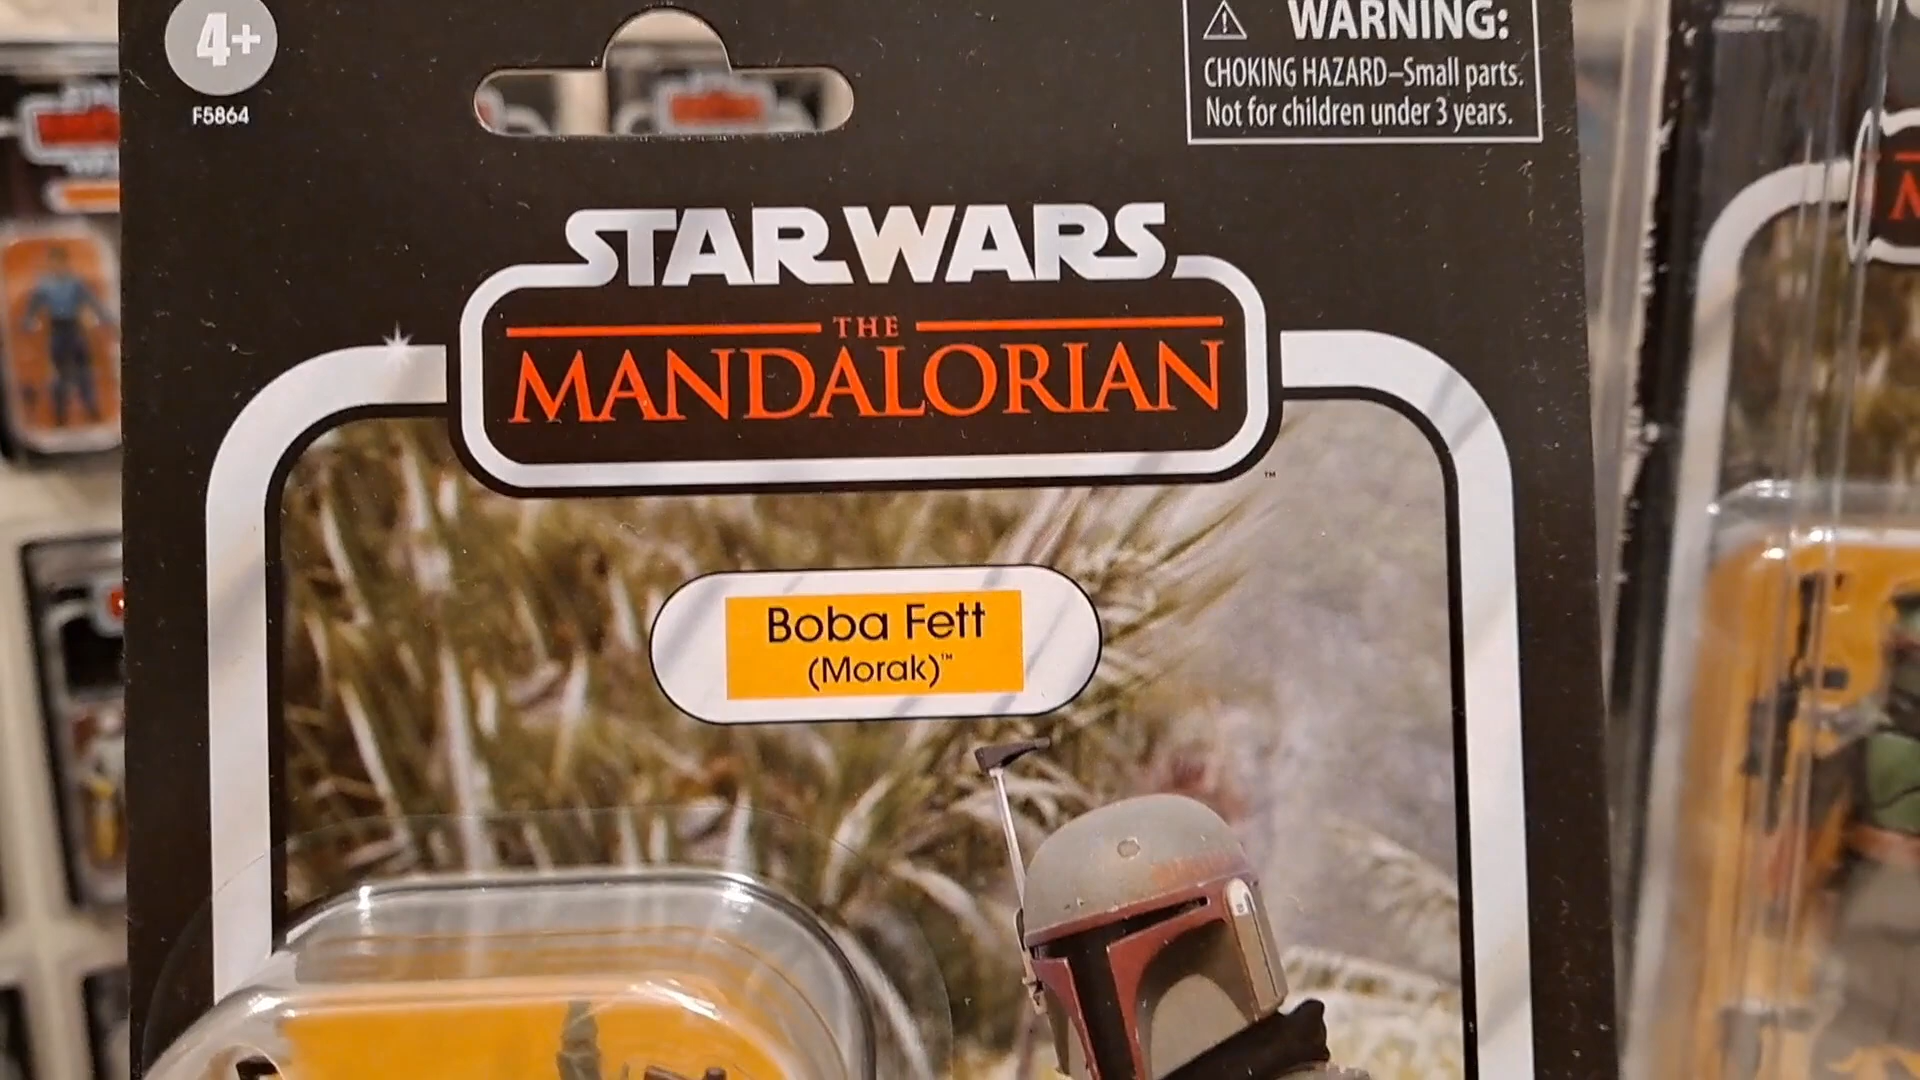 4+
F5864
WARNING:
CHOKING HAZARD–Small parts.
Not for children under 3 years.
STAR WARS
THE
MANDALORIAN
™
Boba Fett
(Morak)™